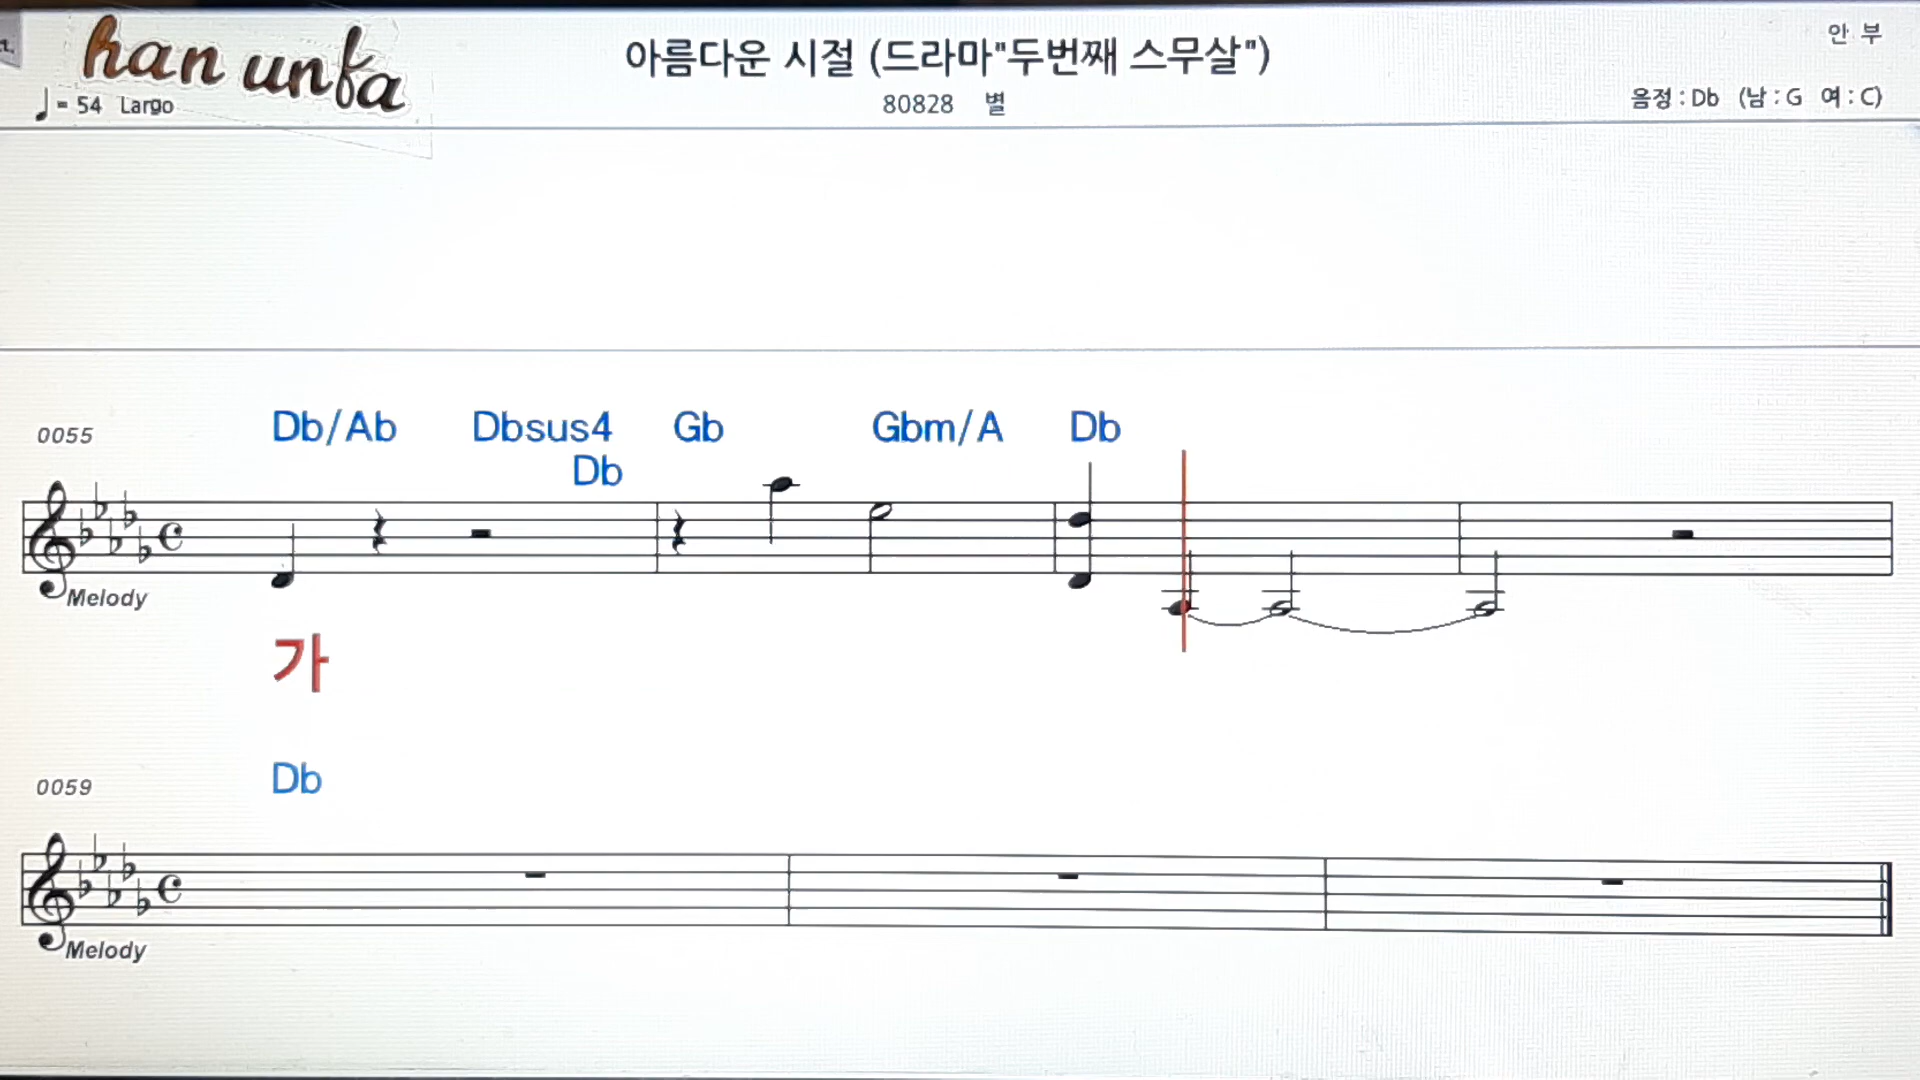 han unfa
안 부
아름다운 시절 (드라마"두번째 스무살")
♩= 54 Largo
80828 별
음정 : Db (남 : G 여 : C)
0055
Db/Ab Dbsus4 Gb Gbm/A Db
Db
Melody
가
0059
Db
Melody